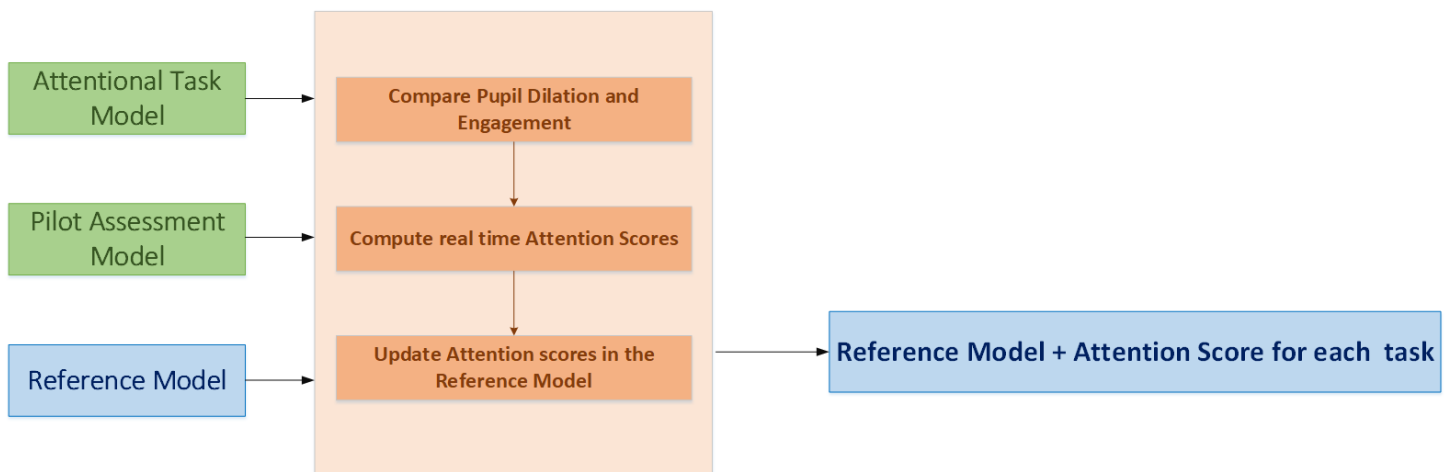 Attentional Task
Model
Pilot Assessment
Model
Reference Model
Compare Pupil Dilation and
Engagement
Compute real time Attention Scores
Update Attention scores in the
Reference Model
Reference Model + Attention Score for each task